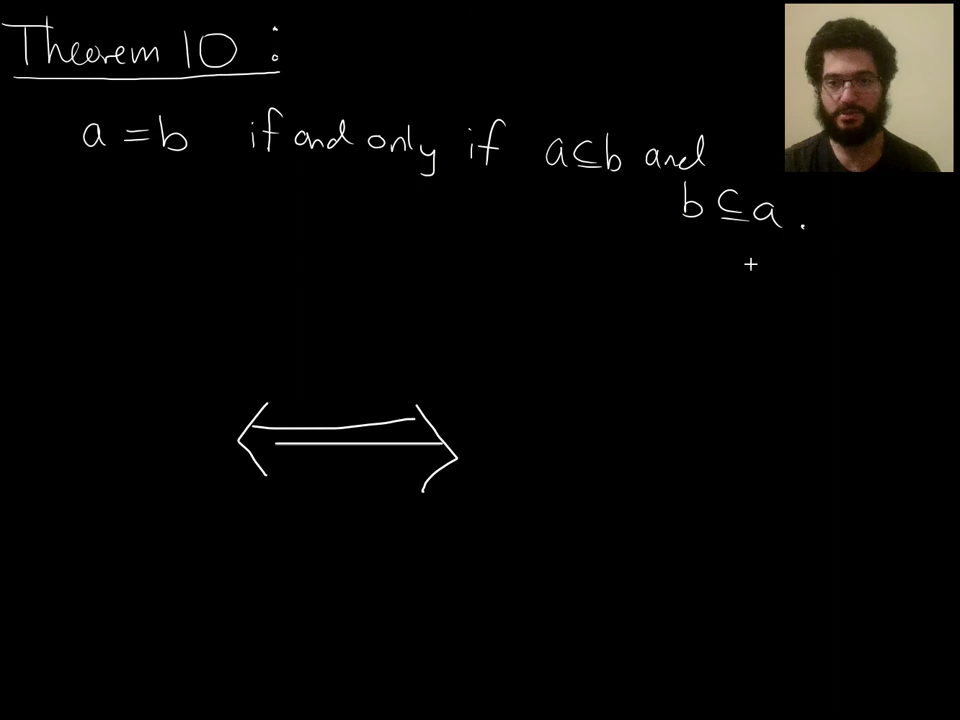 Theorem 10 :
a = b if and only if a ⊆ b and
b ⊆ a .
⟺